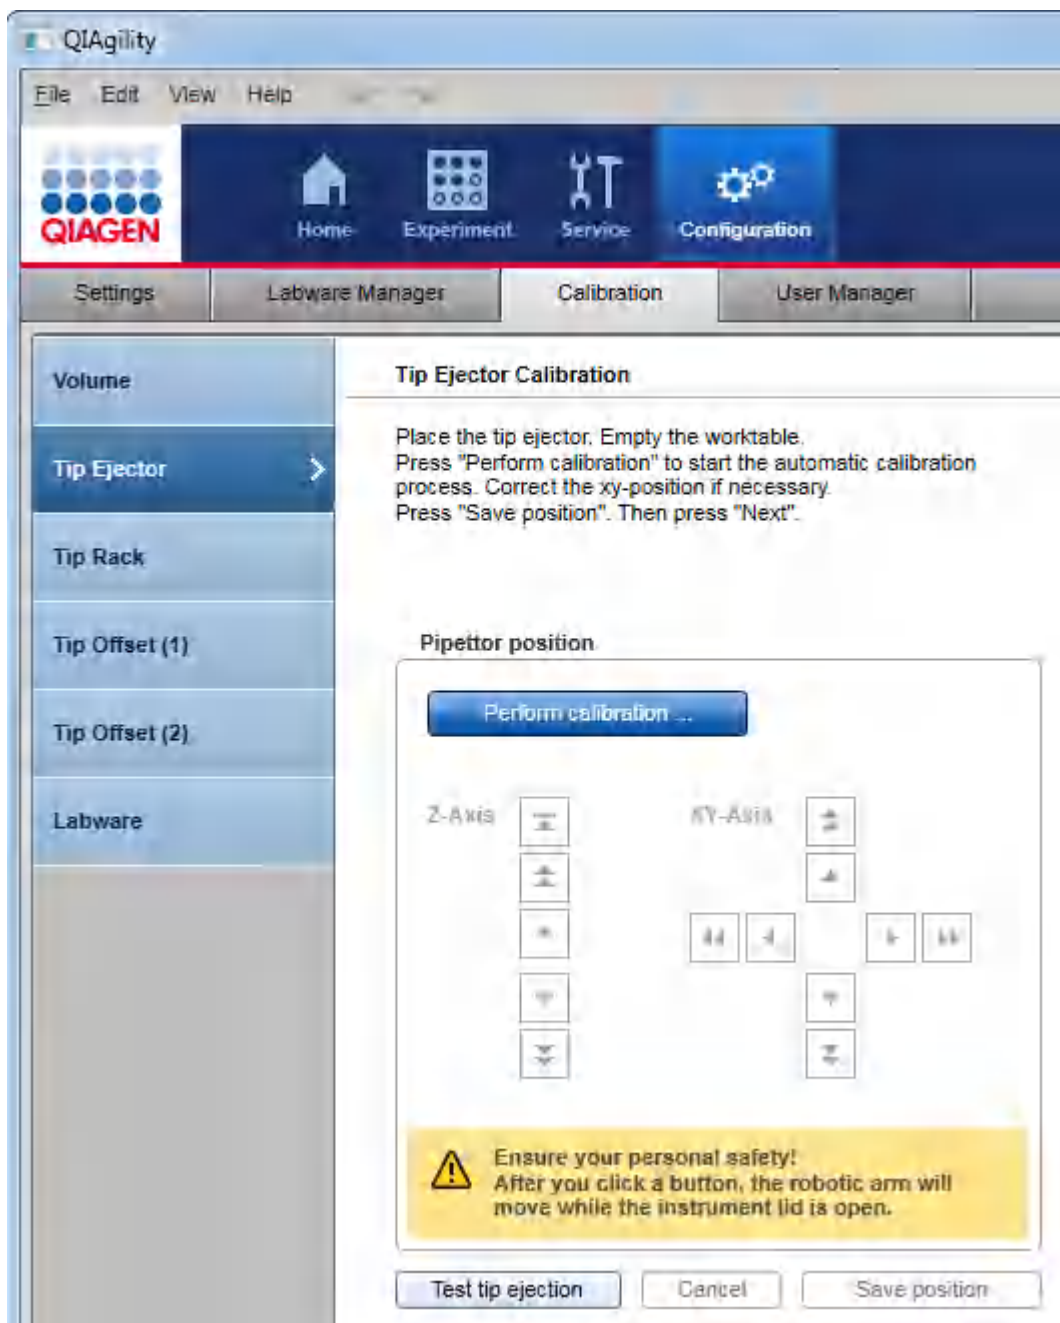 QIAgility
File Edit View Help
QIAGEN
Home Experiment Service Configuration
Settings Labware Manager Calibration User Manager
Volume
Tip Ejector
Tip Rack
Tip Offset (1)
Tip Offset (2)
Labware
Tip Ejector Calibration
Place the tip ejector. Empty the worktable.
Press "Perform calibration" to start the automatic calibration
process. Correct the xy-position if necessary.
Press "Save position". Then press "Next".
Pipettor position
Perform calibration ...
Z-Axis XY-Axis
Ensure your personal safety!
After you click a button, the robotic arm will
move while the instrument lid is open.
Test tip ejection Cancel Save position